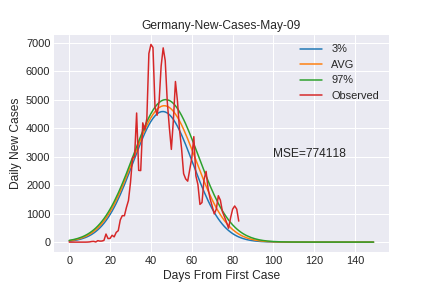 Germany-New-Cases-May-09
7000
6000
5000
4000
3000
2000
1000
0
Daily New Cases
3%
AVG
97%
Observed
MSE=774118
0 20 40 60 80 100 120 140
Days From First Case